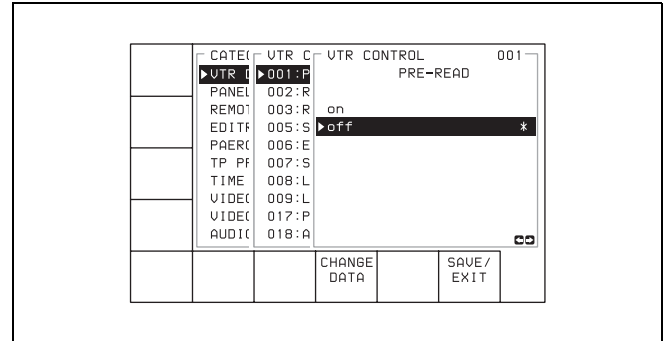 CATE( VTR C VTR CONTROL 001
▶VTR C ▶001:P PRE-READ
PANEL 002:R
REMOT 003:R on
EDITR 005:S ▶off *
PAER( 006:E
TP PF 007:S
TIME 008:L
VIDE( 009:L
VIDE( 017:P
AUDI( 018:A
CHANGE SAVE/
DATA EXIT